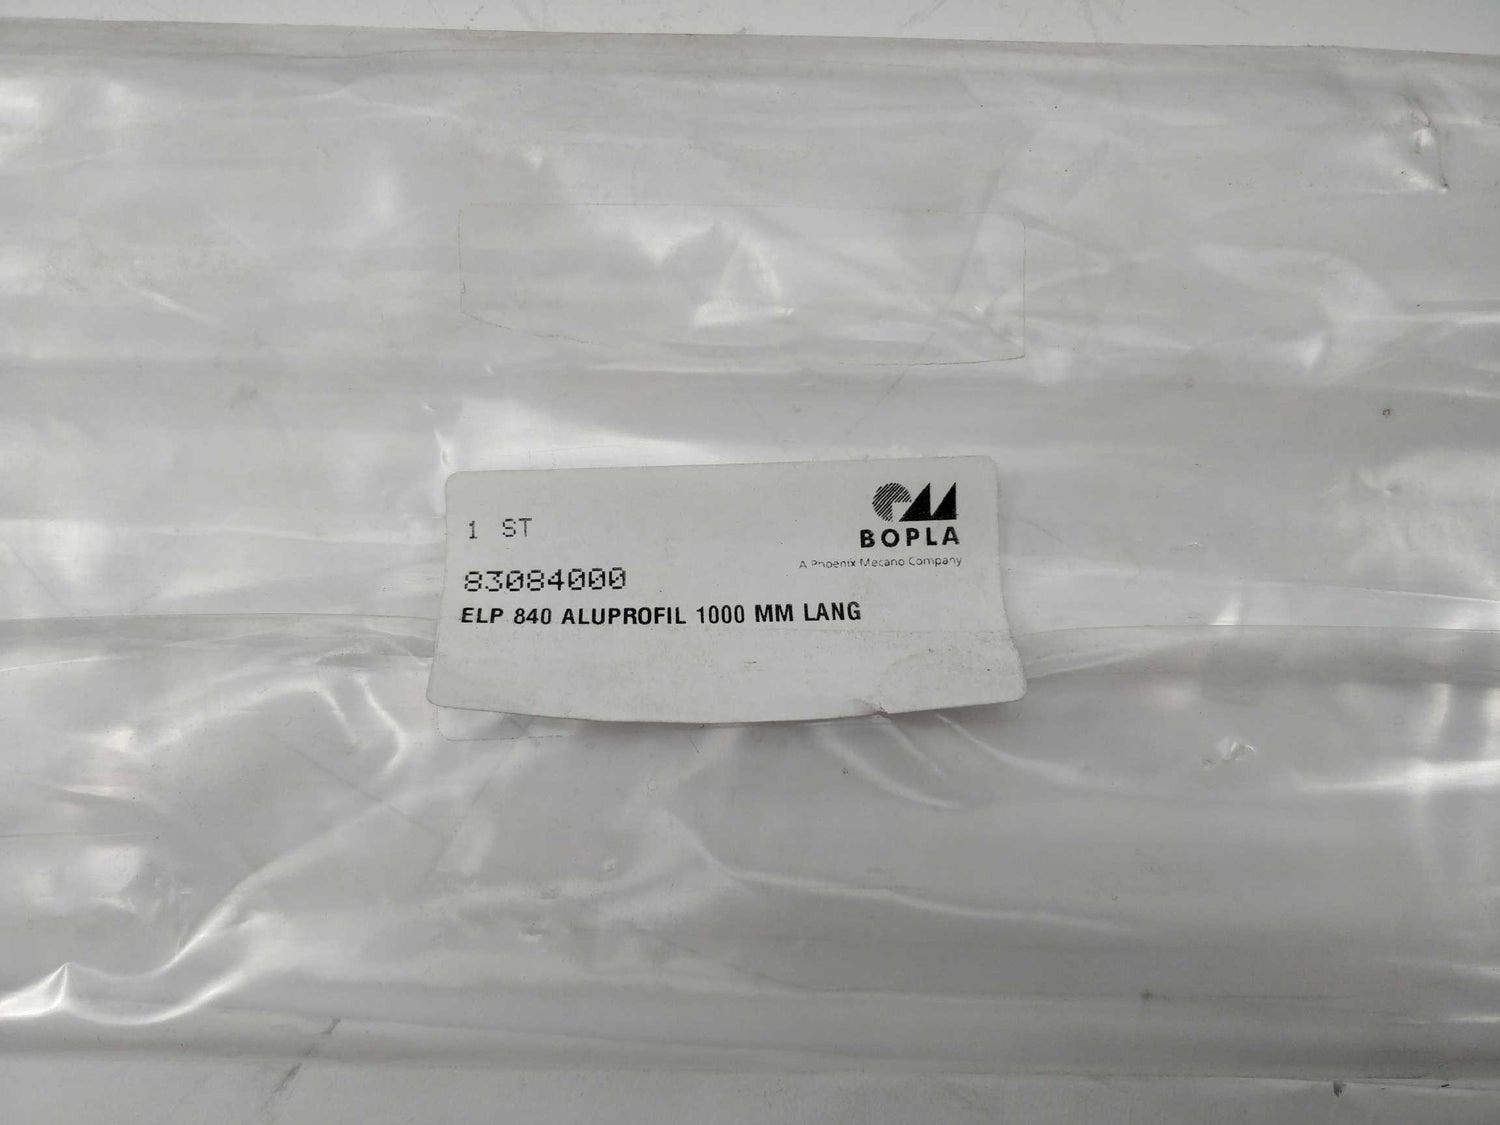 1 ST
BOPLA
A Phoenix Mecano Company
83084000
ELP 840 ALUPROFIL 1000 MM LANG